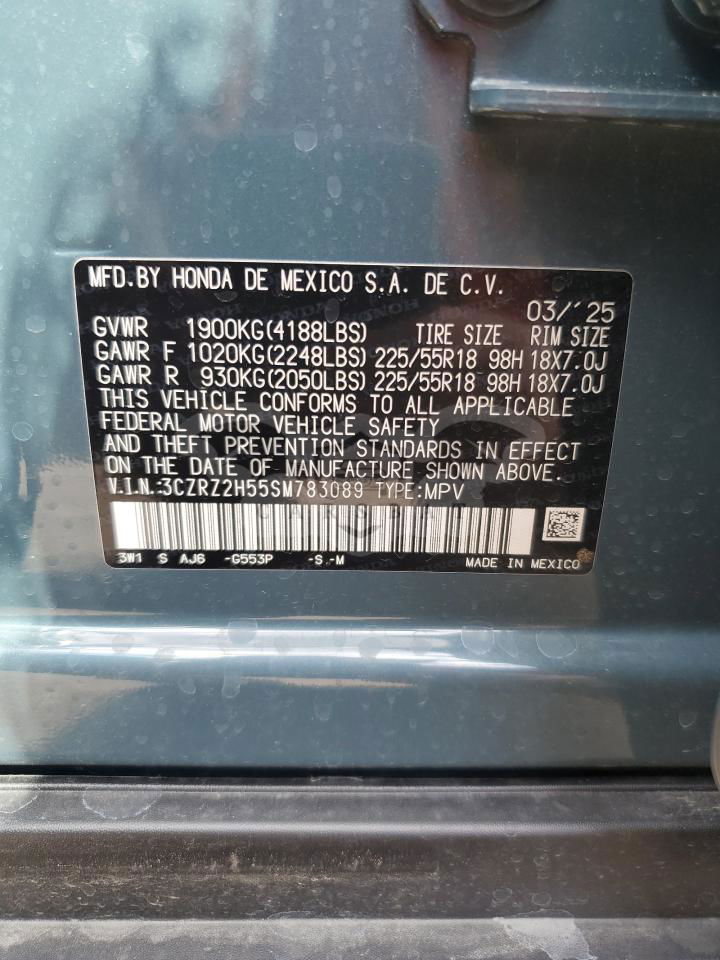 MFD.BY HONDA DE MEXICO S.A. DE C.V.
03/'25
GVWR 1900KG(4188LBS) TIRE SIZE RIM SIZE
GAWR F 1020KG(2248LBS) 225/55R18 98H 18X7.0J
GAWR R 930KG(2050LBS) 225/55R18 98H 18X7.0J
THIS VEHICLE CONFORMS TO ALL APPLICABLE
FEDERAL MOTOR VEHICLE SAFETY
AND THEFT PREVENTION STANDARDS IN EFFECT
ON THE DATE OF MANUFACTURE SHOWN ABOVE.
V.I.N.:3CZRZ2H55SM783089 TYPE:MPV
3W1 S AJ6 -G553P -S -M MADE IN MEXICO